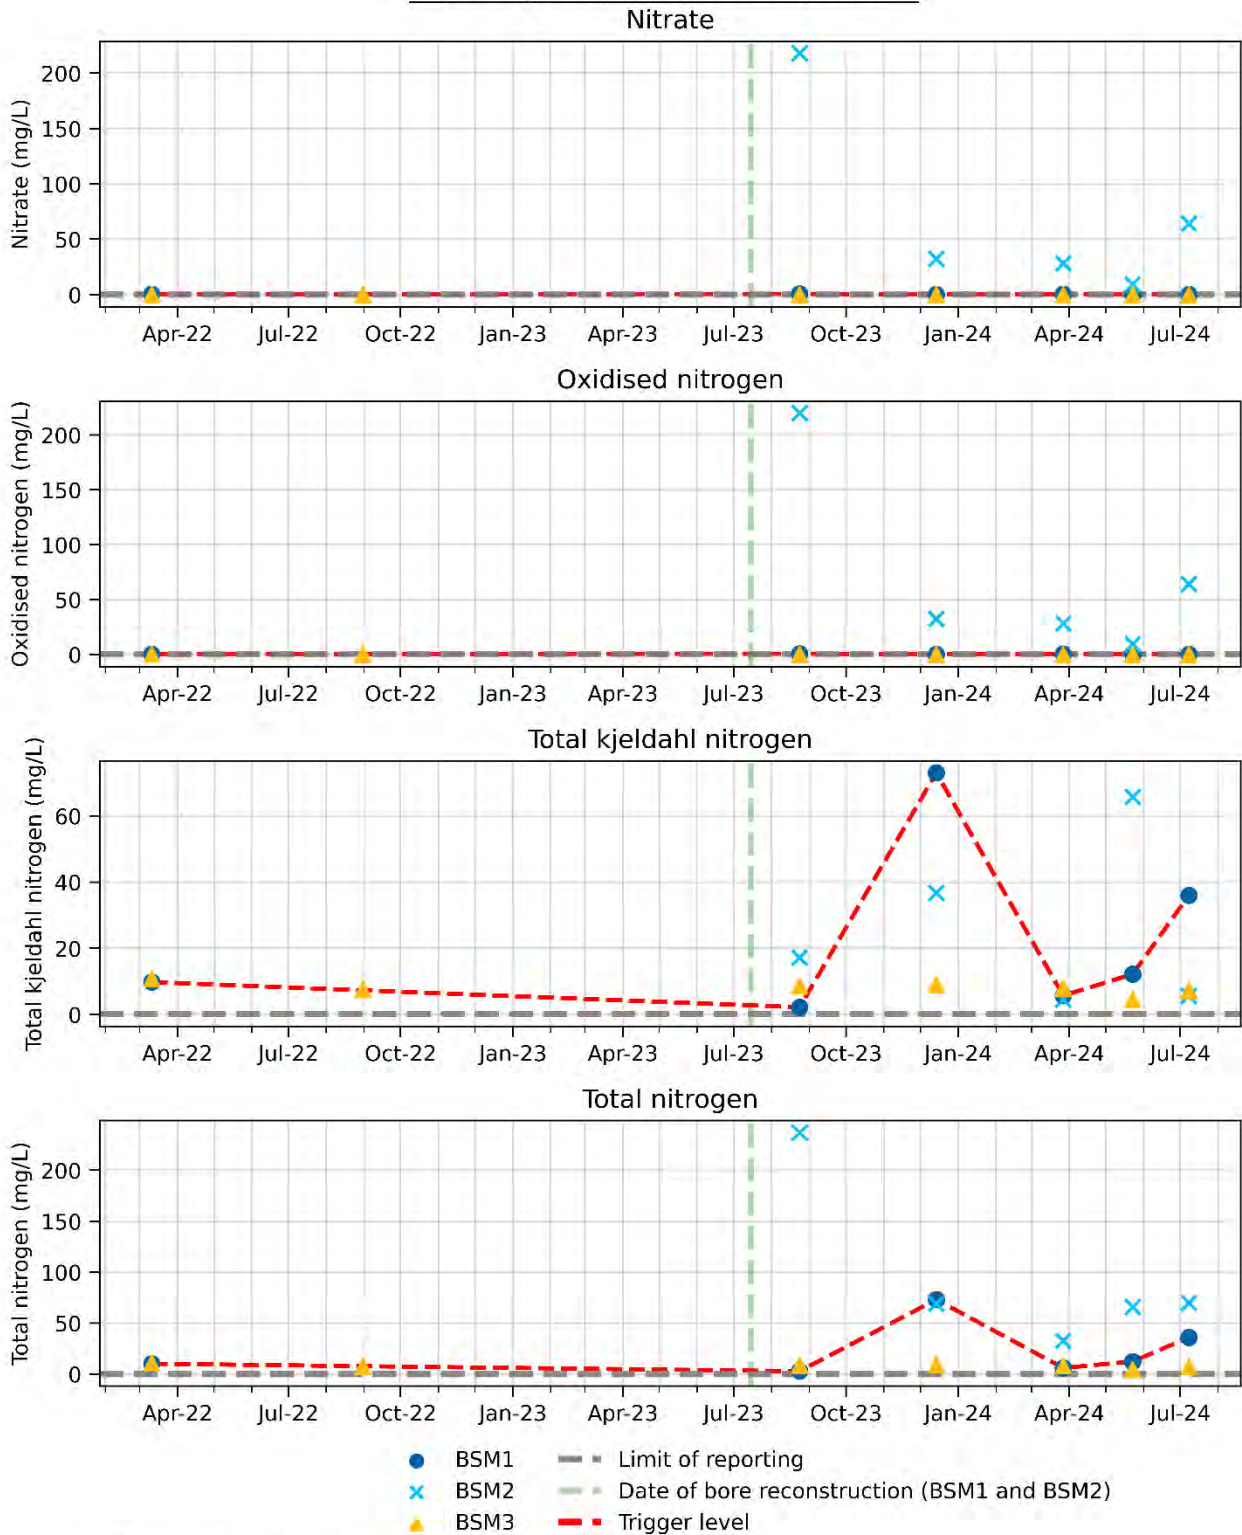 Nitrate
Nitrate (mg/L)
200
150
100
50
0
Apr-22 Jul-22 Oct-22 Jan-23 Apr-23 Jul-23 Oct-23 Jan-24 Apr-24 Jul-24
Oxidised nitrogen
Oxidised nitrogen (mg/L)
200
150
100
50
0
Apr-22 Jul-22 Oct-22 Jan-23 Apr-23 Jul-23 Oct-23 Jan-24 Apr-24 Jul-24
Total kjeldahl nitrogen
Total kjeldahl nitrogen (mg/L)
60
40
20
0
Apr-22 Jul-22 Oct-22 Jan-23 Apr-23 Jul-23 Oct-23 Jan-24 Apr-24 Jul-24
Total nitrogen
Total nitrogen (mg/L)
200
150
100
50
0
Apr-22 Jul-22 Oct-22 Jan-23 Apr-23 Jul-23 Oct-23 Jan-24 Apr-24 Jul-24
BSM1 Limit of reporting
BSM2 Date of bore reconstruction (BSM1 and BSM2)
BSM3 Trigger level